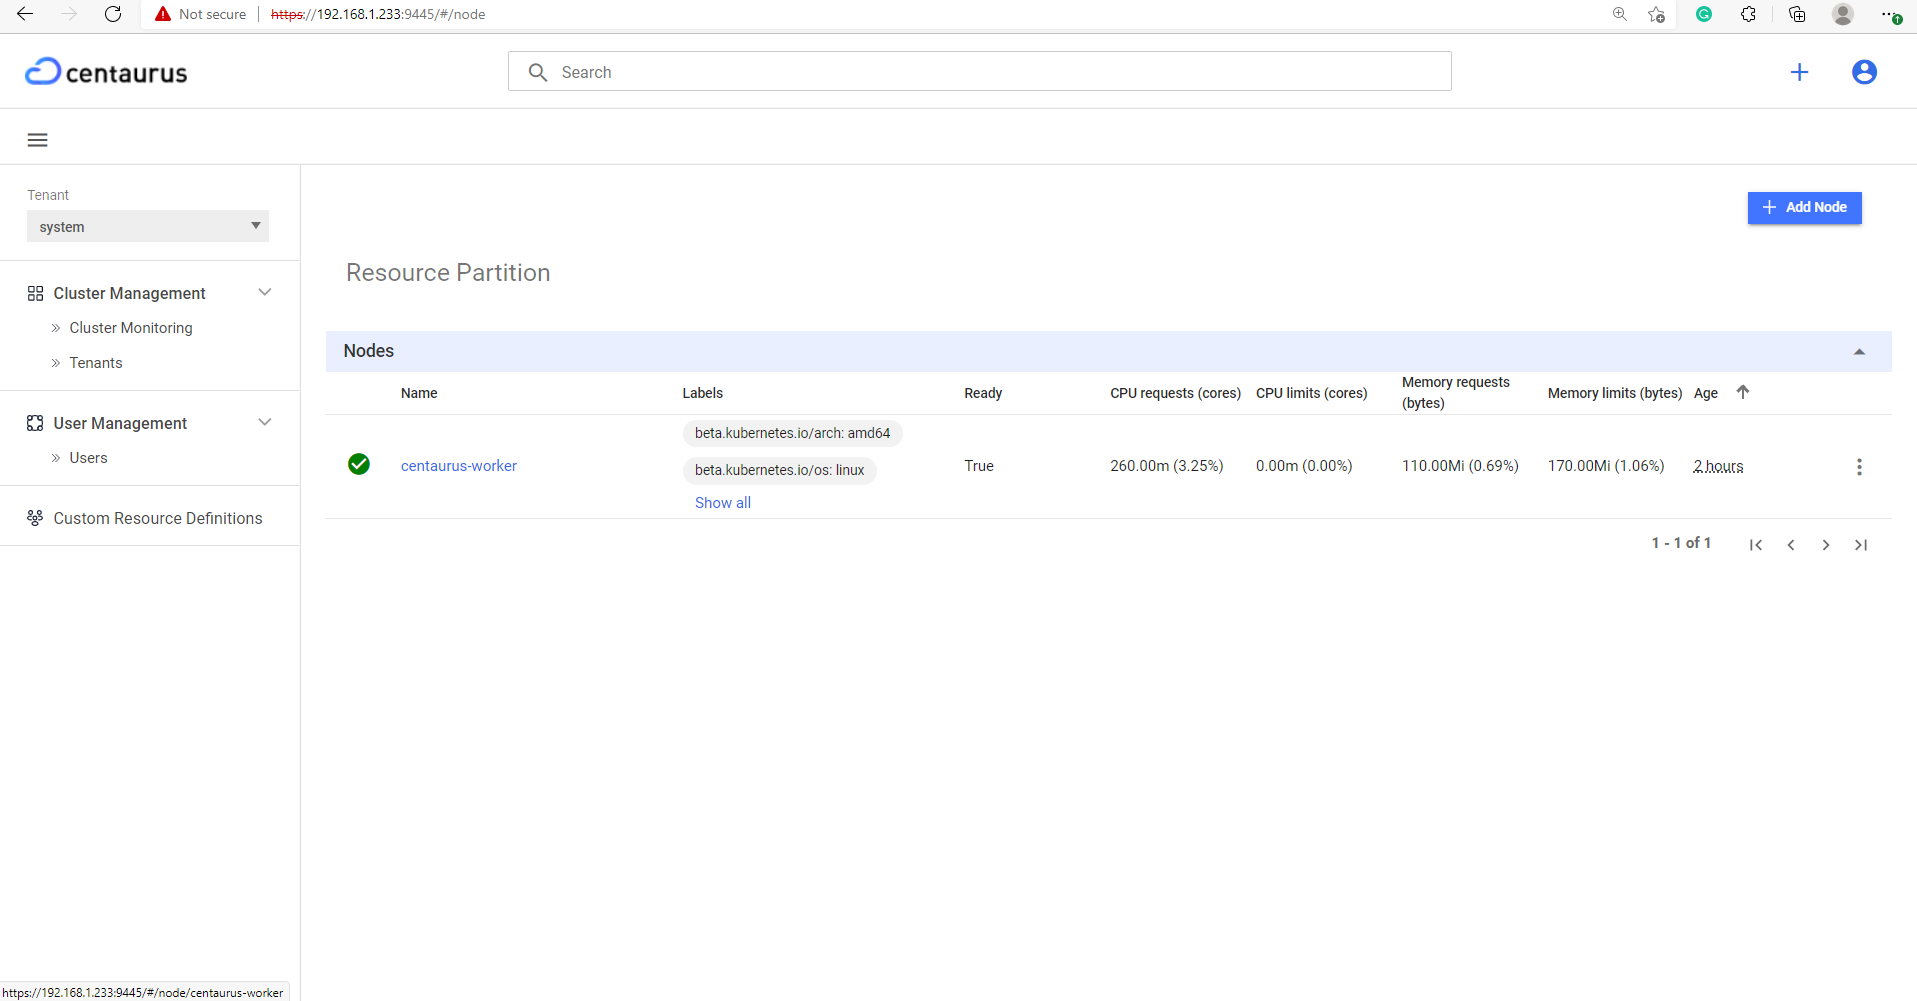 Not secure
https://192.168.1.233:9445/#/node
centaurus
Search
Tenant
system
Cluster Management
Cluster Monitoring
Tenants
User Management
Users
Custom Resource Definitions
Add Node
Resource Partition
Nodes
Name Labels Ready CPU requests (cores) CPU limits (cores) Memory requests (bytes) Memory limits (bytes) Age
centaurus-worker
beta.kubernetes.io/arch: amd64
beta.kubernetes.io/os: linux
Show all
True 260.00m (3.25%) 0.00m (0.00%) 110.00Mi (0.69%) 170.00Mi (1.06%) 2 hours
1 - 1 of 1
https://192.168.1.233:9445/#/node/centaurus-worker